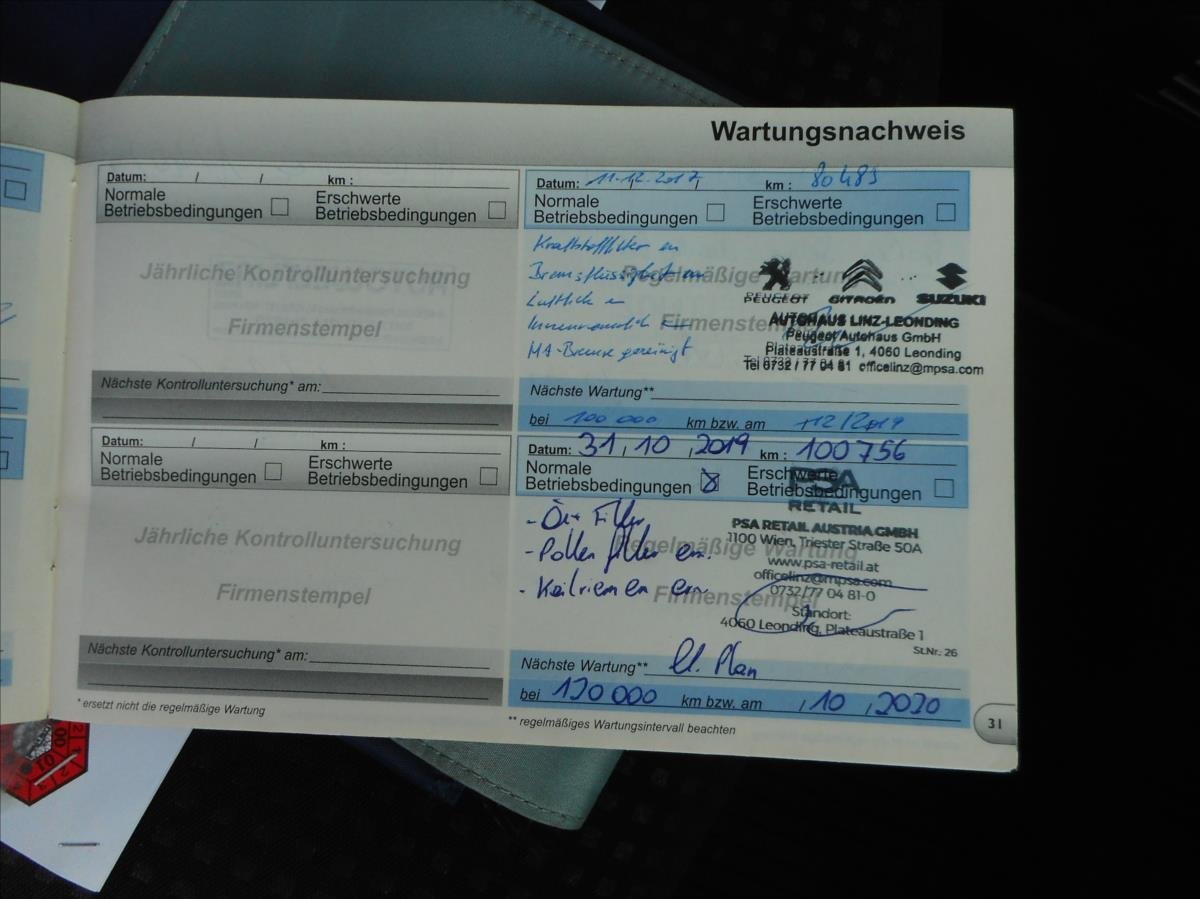 Wartungsnachweis
Datum: / / km :
Normale Betriebsbedingungen
Erschwerte Betriebsbedingungen
Jährliche Kontrolluntersuchung
Firmenstempel
Nächste Kontrolluntersuchung* am:
Datum: 11.12.2017 km : 80483
Normale Betriebsbedingungen
Erschwerte Betriebsbedingungen
Kraftstofffilter en
Bremsflüssigkeit en
Regelmäßige Wartung
Firmenstempel
MA-Bremse gereinigt
PEUGEOT CITROËN SUZUKI
AUTOHAUS LINZ-LEONDING
Peugeot Autohaus GmbH
Plateaustraße 1, 4060 Leonding
Tel 0732 / 77 04 81 officelinz@mpsa.com
Nächste Wartung**
bei 100 000 km bzw. am 12/2019
Datum: / / km :
Normale Betriebsbedingungen
Erschwerte Betriebsbedingungen
Jährliche Kontrolluntersuchung
Firmenstempel
Nächste Kontrolluntersuchung* am:
* ersetzt nicht die regelmäßige Wartung
Datum: 31, 10, 2019 km : 100756
Normale Betriebsbedingungen
Erschwerte Betriebsbedingungen
- Filter
- Pollenfilter ern.
- Keilriemen ern.
Regelmäßige Wartung
Firmenstempel
PSA
RETAIL
PSA RETAIL AUSTRIA GMBH
1100 Wien, Triester Straße 50A
www.psa-retail.at
officelinz@mpsa.com
0732/77 04 81-0
Standort:
4060 Leonding, Plateaustraße 1
St.Nr.: 26
Nächste Wartung** Plan
bei 120 000 km bzw. am , 10 , 2020
** regelmäßiges Wartungsintervall beachten
31